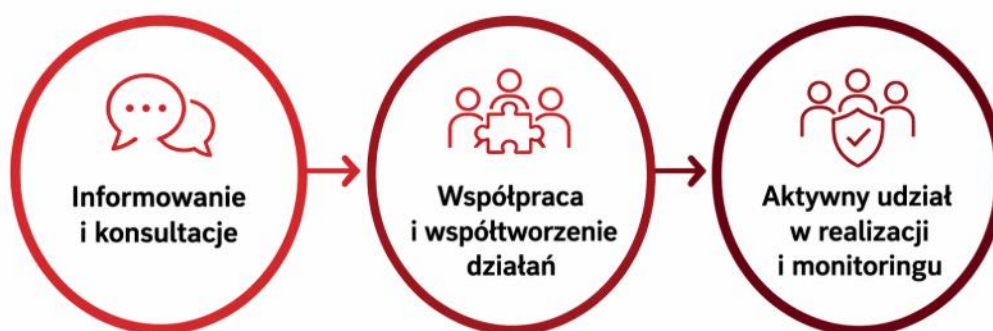 Informowanie
i konsultacje
Współpraca
i współtworzenie
działań
Aktywny udział
w realizacji
i monitoringu